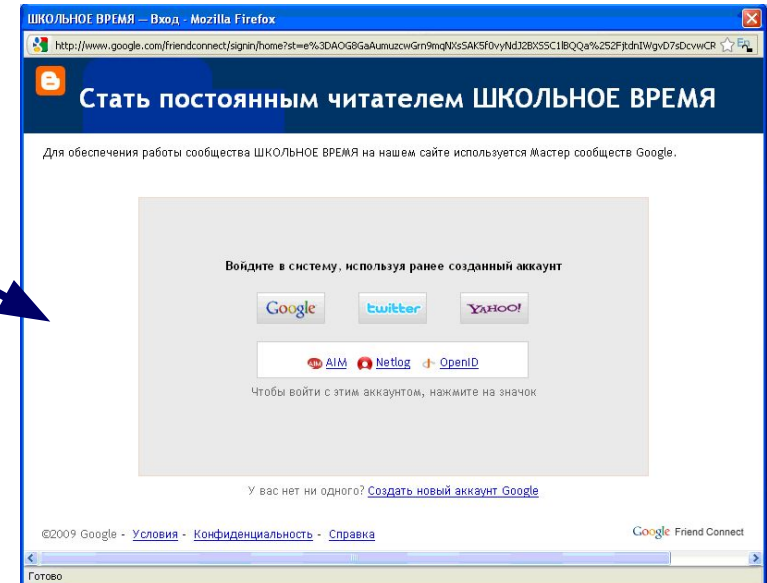 ШКОЛЬНОЕ ВРЕМЯ — Вход - Mozilla Firefox
Стать постоянным читателем ШКОЛЬНОЕ ВРЕМЯ
Для обеспечения работы сообщества ШКОЛЬНОЕ ВРЕМЯ на нашем сайте используется Мастер сообществ Google.
Войдите в систему, используя ранее созданный аккаунт
Google twitter YAHOO!
AIM Netlog OpenID
Чтобы войти с этим аккаунтом, нажмите на значок
У вас нет ни одного? Создать новый аккаунт Google
©2009 Google - Условия - Конфиденциальность - Справка Google Friend Connect
Готово